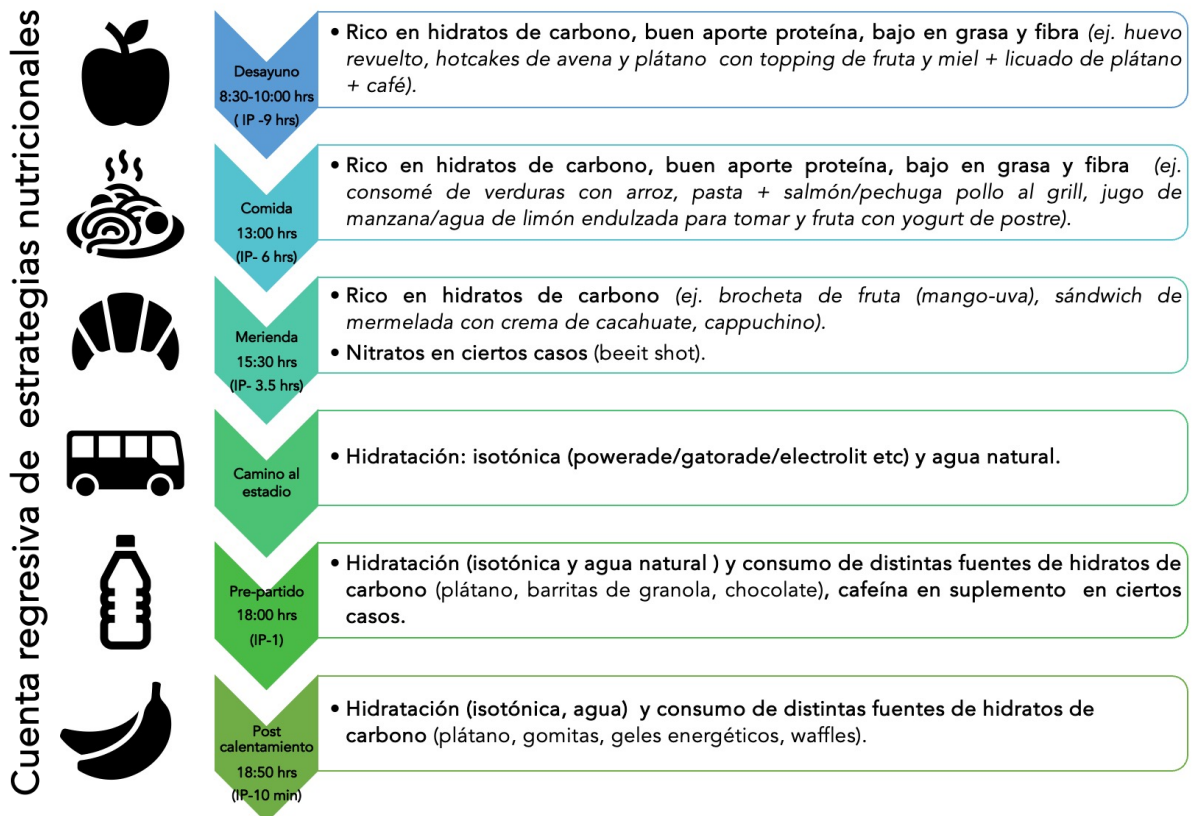 Cuenta regresiva de estrategias nutricionales
Desayuno
8:30-10:00 hrs
( IP -9 hrs)
• Rico en hidratos de carbono, buen aporte proteína, bajo en grasa y fibra (ej. huevo
revuelto, hotcakes de avena y plátano con topping de fruta y miel + licuado de plátano
+ café).
Comida
13:00 hrs
(IP- 6 hrs)
• Rico en hidratos de carbono, buen aporte proteína, bajo en grasa y fibra (ej.
consomé de verduras con arroz, pasta + salmón/pechuga pollo al grill, jugo de
manzana/agua de limón endulzada para tomar y fruta con yogurt de postre).
Merienda
15:30 hrs
(IP- 3.5 hrs)
• Rico en hidratos de carbono (ej. brocheta de fruta (mango-uva), sándwich de
mermelada con crema de cacahuate, cappuchino).
• Nitratos en ciertos casos (beeit shot).
Camino al
estadio
• Hidratación: isotónica (powerade/gatorade/electrolit etc) y agua natural.
Pre-partido
18:00 hrs
(IP-1)
• Hidratación (isotónica y agua natural ) y consumo de distintas fuentes de hidratos de
carbono (plátano, barritas de granola, chocolate), cafeína en suplemento en ciertos
casos.
Post
calentamiento
18:50 hrs
(IP-10 min)
• Hidratación (isotónica, agua) y consumo de distintas fuentes de hidratos de
carbono (plátano, gomitas, geles energéticos, waffles).